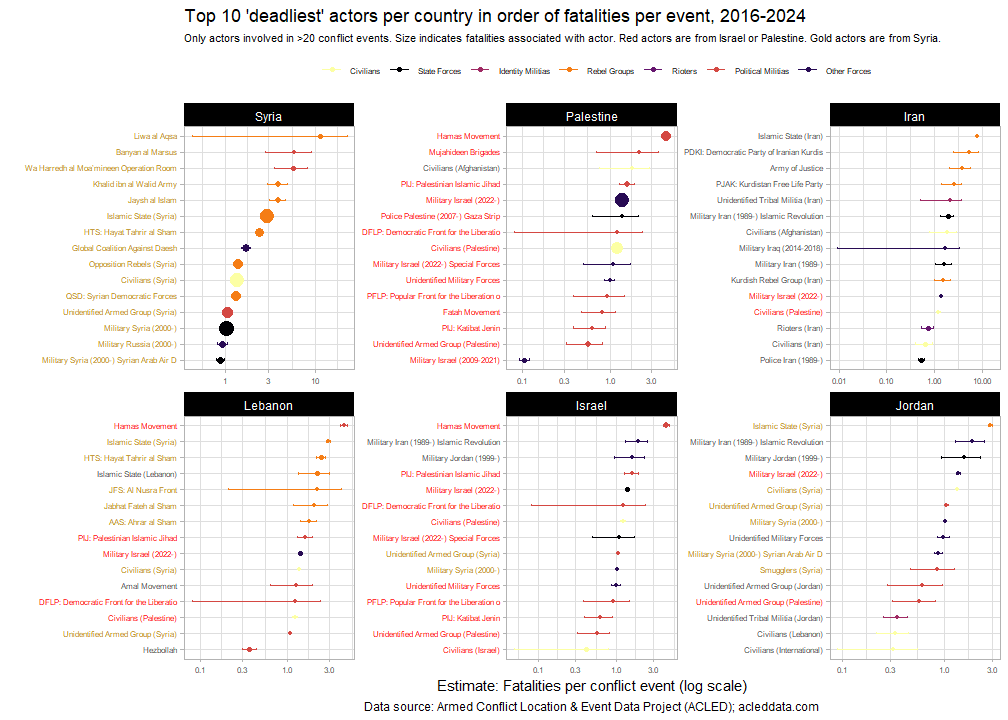 Top 10 'deadliest' actors per country in order of fatalities per event, 2016-2024
Only actors involved in >20 conflict events. Size indicates fatalities associated with actor. Red actors are from Israel or Palestine. Gold actors are from Syria.
Civilians State Forces Identity Militias Rebel Groups Rioters Political Militias Other Forces
Syria
Liwa al Aqsa
Banyan al Marsus
Wa Harredh al Moa'mineen Operation Room
Khalid ibn al Walid Army
Jaysh al Islam
Islamic State (Syria)
HTS: Hayat Tahrir al Sham
Global Coalition Against Daesh
Opposition Rebels (Syria)
Civilians (Syria)
QSD: Syrian Democratic Forces
Unidentified Armed Group (Syria)
Military Syria (2000-)
Military Russia (2000-)
Military Syria (2000-) Syrian Arab Air D
1 3 10
Palestine
Hamas Movement
Mujahideen Brigades
Civilians (Afghanistan)
PIJ: Palestinian Islamic Jihad
Military Israel (2022-)
Police Palestine (2007-) Gaza Strip
DFLP: Democratic Front for the Liberatio
Civilians (Palestine)
Military Israel (2022-) Special Forces
Unidentified Military Forces
PFLP: Popular Front for the Liberation o
Fatah Movement
PIJ: Katibat Jenin
Unidentified Armed Group (Palestine)
Military Israel (2009-2021)
0.1 0.3 1.0 3.0
Iran
Islamic State (Iran)
PDKI: Democratic Party of Iranian Kurdis
Army of Justice
PJAK: Kurdistan Free Life Party
Unidentified Tribal Militia (Iran)
Military Iran (1989-) Islamic Revolution
Civilians (Afghanistan)
Military Iraq (2014-2018)
Military Iran (1989-)
Kurdish Rebel Group (Iran)
Military Israel (2022-)
Civilians (Palestine)
Rioters (Iran)
Civilians (Iran)
Police Iran (1989-)
0.01 0.10 1.00 10.00
Lebanon
Hamas Movement
Islamic State (Syria)
HTS: Hayat Tahrir al Sham
Islamic State (Lebanon)
JFS: Al Nusra Front
Jabhat Fateh al Sham
AAS: Ahrar al Sham
PIJ: Palestinian Islamic Jihad
Military Israel (2022-)
Civilians (Syria)
Amal Movement
DFLP: Democratic Front for the Liberatio
Civilians (Palestine)
Unidentified Armed Group (Syria)
Hezbollah
0.1 0.3 1.0 3.0
Israel
Hamas Movement
Military Iran (1989-) Islamic Revolution
Military Jordan (1999-)
PIJ: Palestinian Islamic Jihad
Military Israel (2022-)
DFLP: Democratic Front for the Liberatio
Civilians (Palestine)
Military Israel (2022-) Special Forces
Unidentified Armed Group (Syria)
Military Syria (2000-)
Unidentified Military Forces
PFLP: Popular Front for the Liberation o
PIJ: Katibat Jenin
Unidentified Armed Group (Palestine)
Civilians (Israel)
0.1 0.3 1.0 3.0
Jordan
Islamic State (Syria)
Military Iran (1989-) Islamic Revolution
Military Jordan (1999-)
Military Israel (2022-)
Civilians (Syria)
Unidentified Armed Group (Syria)
Military Syria (2000-)
Unidentified Military Forces
Military Syria (2000-) Syrian Arab Air D
Smugglers (Syria)
Unidentified Armed Group (Jordan)
Unidentified Armed Group (Palestine)
Unidentified Tribal Militia (Jordan)
Civilians (Lebanon)
Civilians (International)
0.1 0.3 1.0 3.0
Estimate: Fatalities per conflict event (log scale)
Data source: Armed Conflict Location & Event Data Project (ACLED); acleddata.com